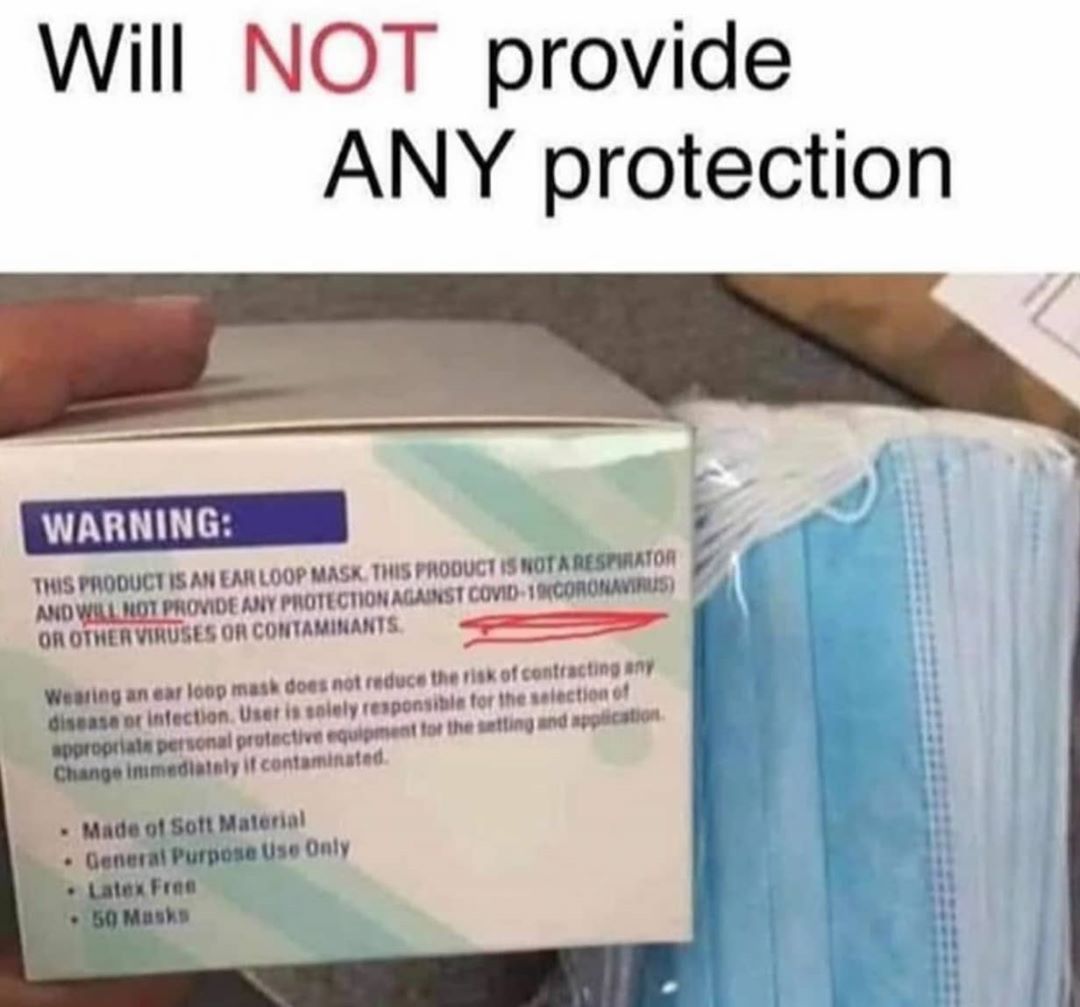 Will NOT provide
ANY protection
WARNING:
THIS PRODUCT IS AN EAR LOOP MASK. THIS PRODUCT IS NOT A RESPIRATOR
AND WILL NOT PROVIDE ANY PROTECTION AGAINST COVID-19(CORONAVIRUS)
OR OTHER VIRUSES OR CONTAMINANTS.
Wearing an ear loop mask does not reduce the risk of contracting any
disease or infection. User is solely responsible for the selection of
appropriate personal protective equipment for the setting and application.
Change immediately if contaminated.
• Made of Soft Material
• General Purpose Use Only
• Latex Free
• 50 Masks